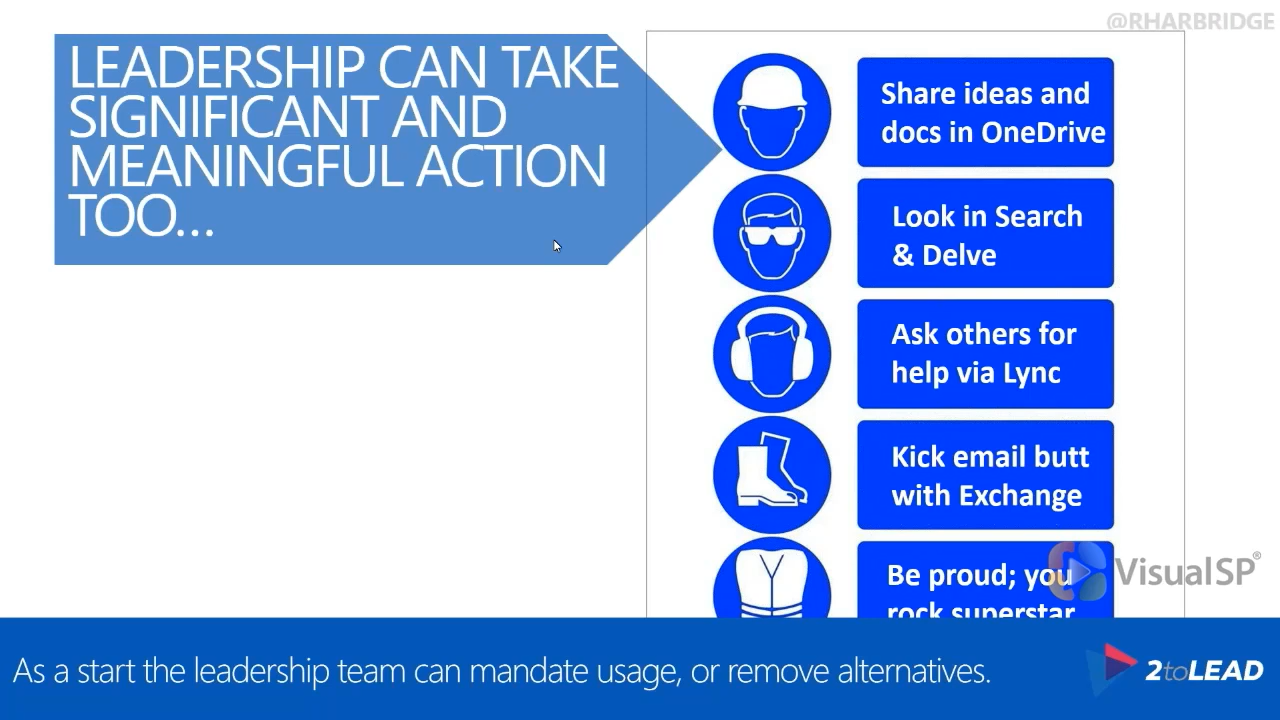 @RHARBRIDGE
LEADERSHIP CAN TAKE
SIGNIFICANT AND
MEANINGFUL ACTION
TOO...
Share ideas and
docs in OneDrive
Look in Search
& Delve
Ask others for
help via Lync
Kick email butt
with Exchange
Be proud; you
rock superstar
VisualSP®
As a start the leadership team can mandate usage, or remove alternatives.
2toLEAD